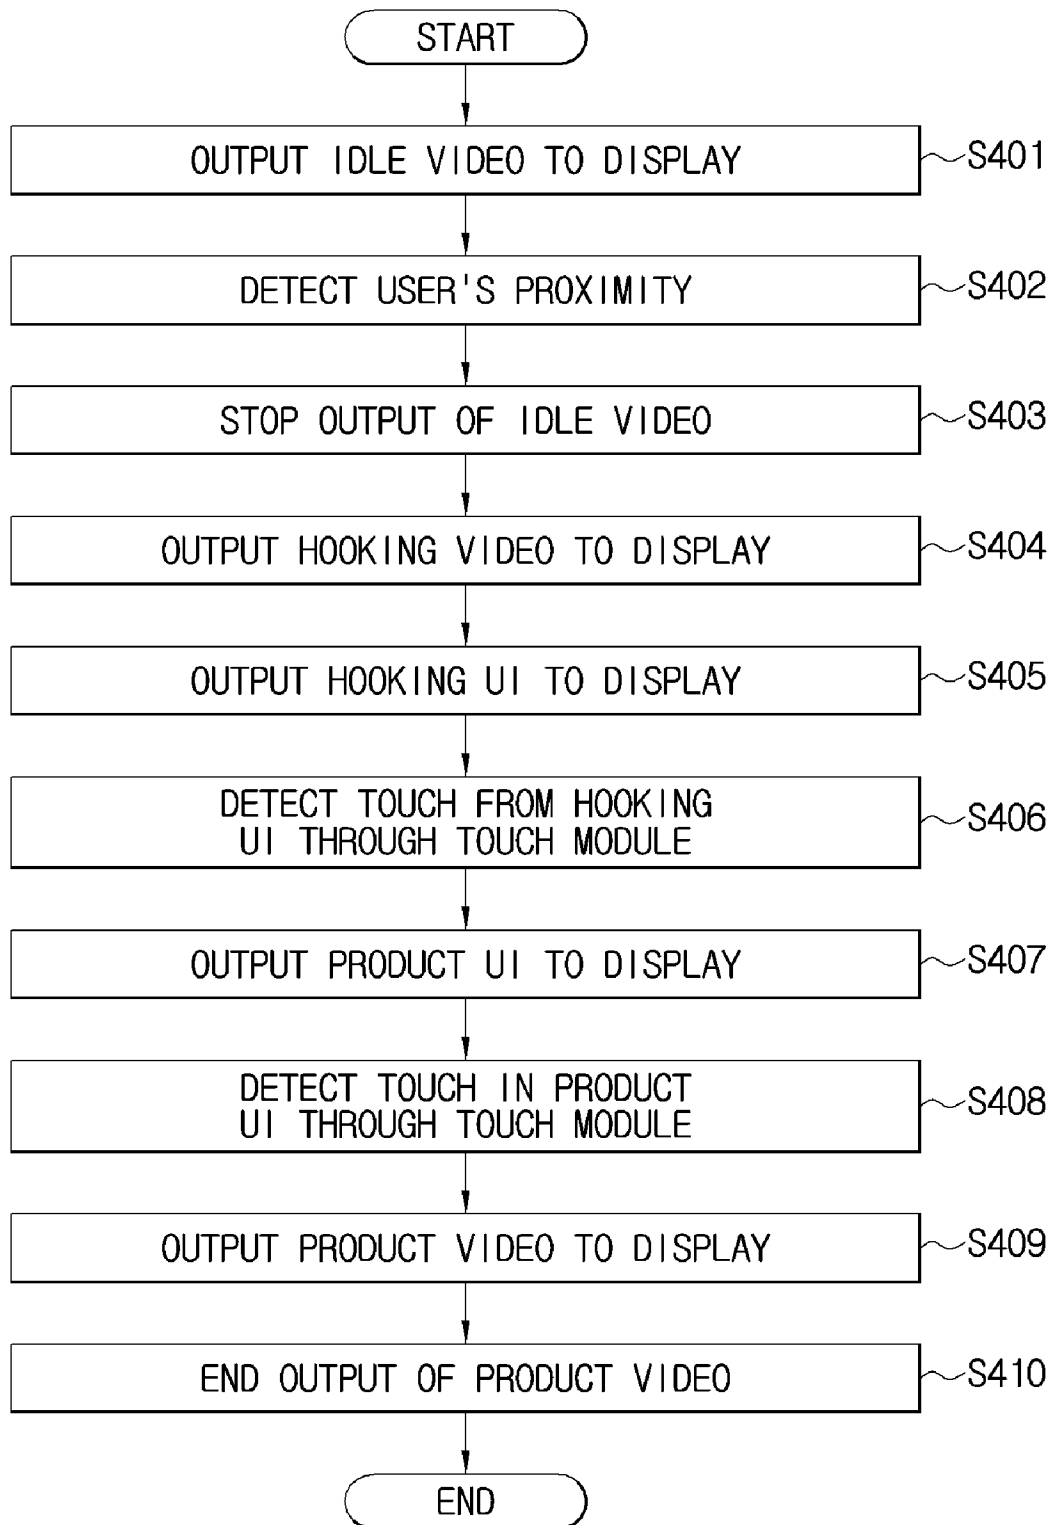 START
OUTPUT IDLE VIDEO TO DISPLAY
S401
DETECT USER'S PROXIMITY
S402
STOP OUTPUT OF IDLE VIDEO
S403
OUTPUT HOOKING VIDEO TO DISPLAY
S404
OUTPUT HOOKING UI TO DISPLAY
S405
DETECT TOUCH FROM HOOKING
UI THROUGH TOUCH MODULE
S406
OUTPUT PRODUCT UI TO DISPLAY
S407
DETECT TOUCH IN PRODUCT
UI THROUGH TOUCH MODULE
S408
OUTPUT PRODUCT VIDEO TO DISPLAY
S409
END OUTPUT OF PRODUCT VIDEO
S410
END